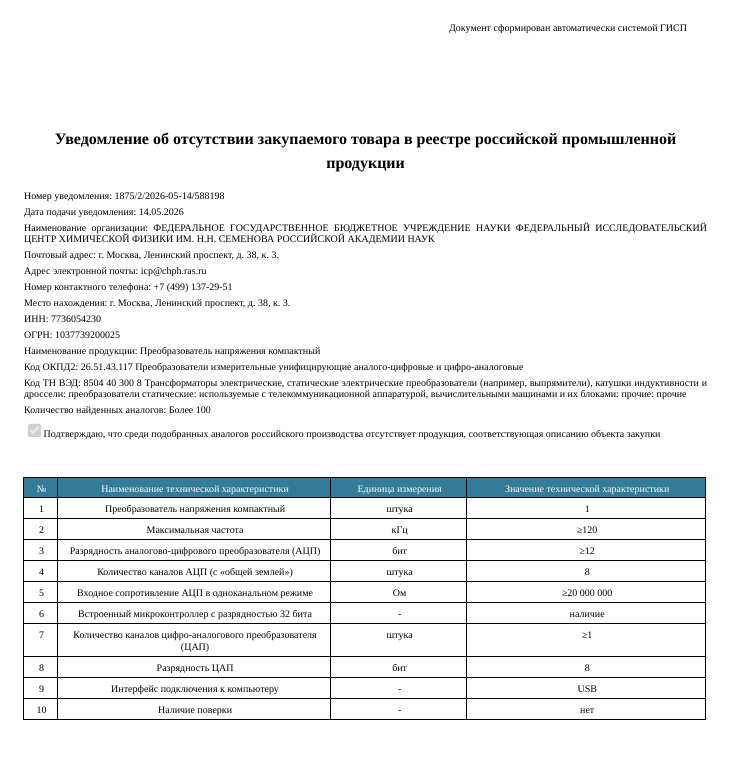 Документ сформирован автоматически системой ГИСП
Уведомление об отсутствии закупаемого товара в реестре российской промышленной
продукции
Номер уведомления: 1875/2/2026-05-14/588198
Дата подачи уведомления: 14.05.2026
Наименование организации: ФЕДЕРАЛЬНОЕ ГОСУДАРСТВЕННОЕ БЮДЖЕТНОЕ УЧРЕЖДЕНИЕ НАУКИ ФЕДЕРАЛЬНЫЙ ИССЛЕДОВАТЕЛЬСКИЙ
ЦЕНТР ХИМИЧЕСКОЙ ФИЗИКИ ИМ. Н.Н. СЕМЕНОВА РОССИЙСКОЙ АКАДЕМИИ НАУК
Почтовый адрес: г. Москва, Ленинский проспект, д. 38, к. 3.
Адрес электронной почты: icp@chph.ras.ru
Номер контактного телефона: +7 (499) 137-29-51
Место нахождения: г. Москва, Ленинский проспект, д. 38, к. 3.
ИНН: 7736054230
ОГРН: 1037739200025
Наименование продукции: Преобразователь напряжения компактный
Код ОКПД2: 26.51.43.117 Преобразователи измерительные унифицирующие аналого-цифровые и цифро-аналоговые
Код ТН ВЭД: 8504 40 300 8 Трансформаторы электрические, статические электрические преобразователи (например, выпрямители), катушки индуктивности и
дроссели: преобразователи статические: используемые с телекоммуникационной аппаратурой, вычислительными машинами и их блоками: прочие: прочие
Количество найденных аналогов: Более 100
Подтверждаю, что среди подобранных аналогов российского производства отсутствует продукция, соответствующая описанию объекта закупки
№ Наименование технической характеристики Единица измерения Значение технической характеристики
1 Преобразователь напряжения компактный штука 1
2 Максимальная частота кГц ≥120
3 Разрядность аналогово-цифрового преобразователя (АЦП) бит ≥12
4 Количество каналов АЦП (с «общей землей») штука 8
5 Входное сопротивление АЦП в одноканальном режиме Ом ≥20 000 000
6 Встроенный микроконтроллер с разрядностью 32 бита - наличие
7 Количество каналов цифро-аналогового преобразователя штука ≥1
(ЦАП)
8 Разрядность ЦАП бит 8
9 Интерфейс подключения к компьютеру - USB
10 Наличие поверки - нет